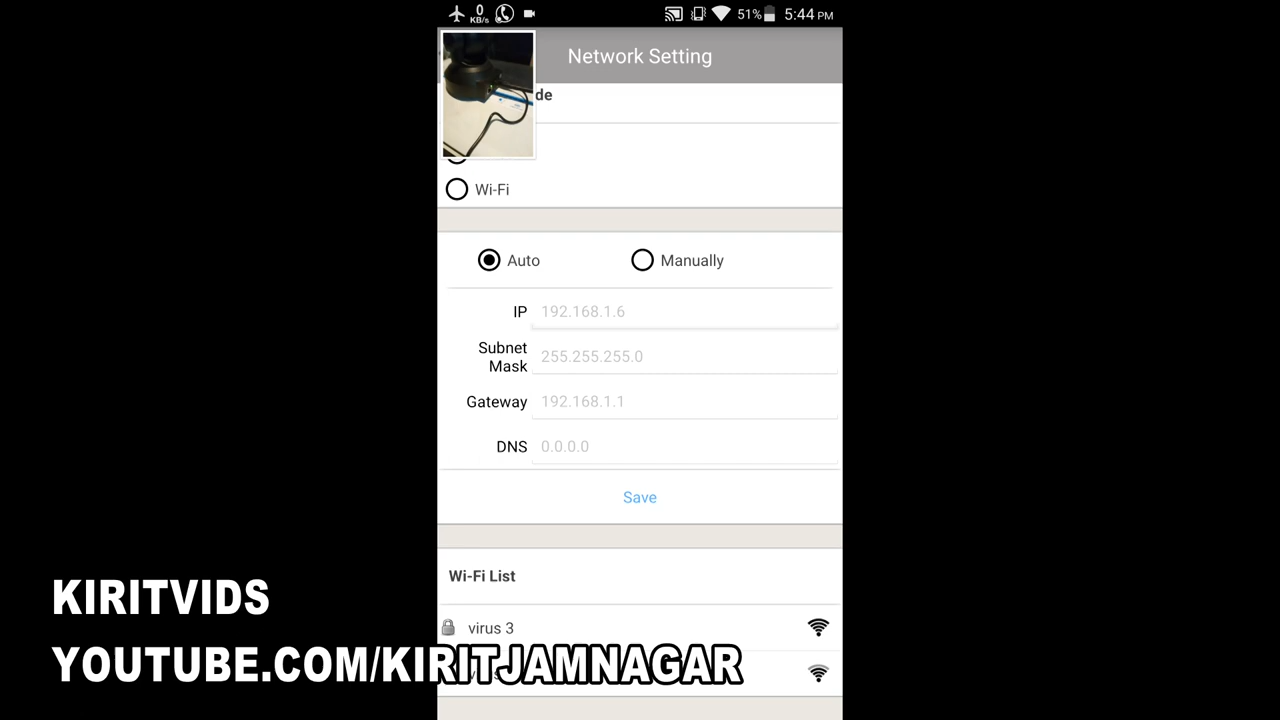 0
KB/s
51%
5:44 PM
Network Setting
de
Wi-Fi
Auto
Manually
IP
192.168.1.6
Subnet
Mask
255.255.255.0
Gateway
192.168.1.1
DNS
0.0.0.0
Save
Wi-Fi List
virus 3
KIRITVIDS
YOUTUBE.COM/KIRITJAMNAGAR